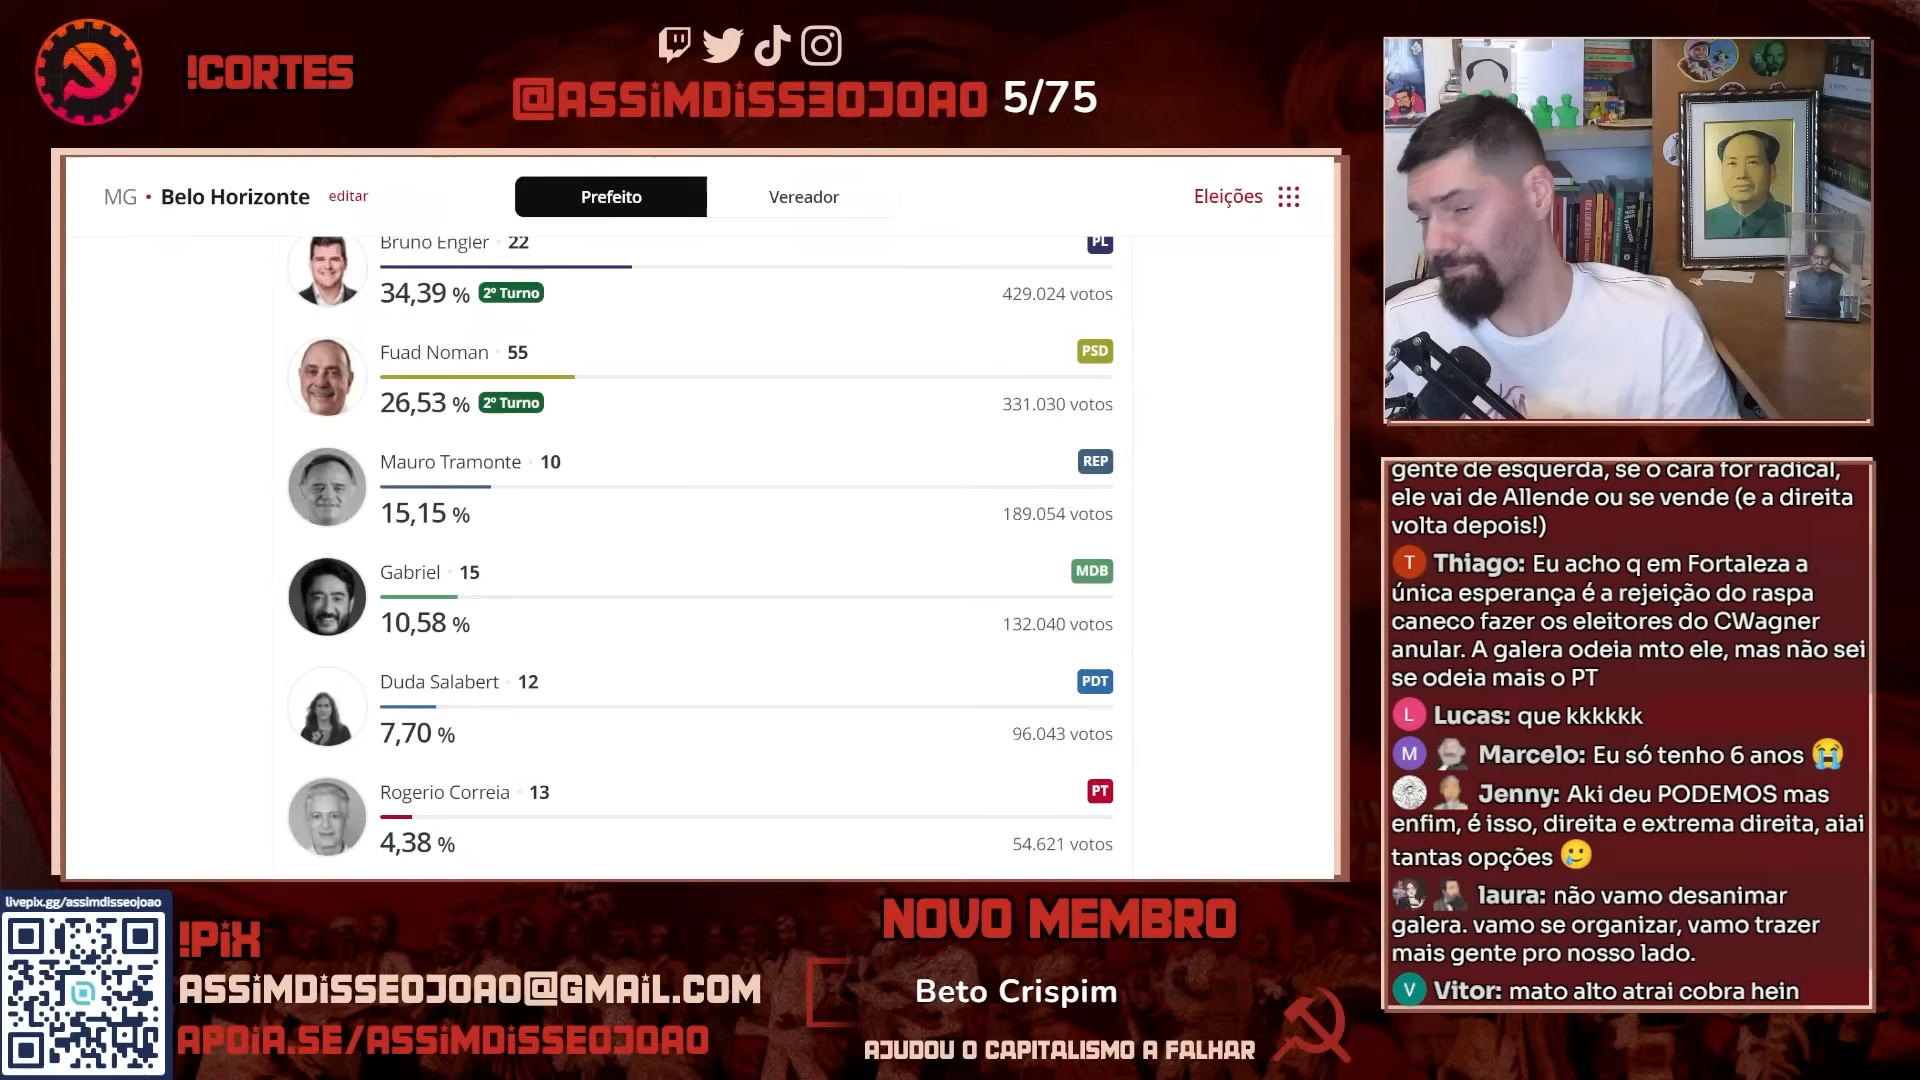 !CORTES
@ASSIMDISSEOJOAO 5/75
MG • Belo Horizonte editar
Prefeito
Vereador
Eleições
Bruno Engler 22
PL
34,39 % 2º Turno
429.024 votos
Fuad Noman 55
PSD
26,53 % 2º Turno
331.030 votos
Mauro Tramonte 10
REP
15,15 %
189.054 votos
Gabriel 15
MDB
10,58 %
132.040 votos
Duda Salabert 12
PDT
7,70 %
96.043 votos
Rogerio Correia 13
PT
4,38 %
54.621 votos
gente de esquerda, se o cara for radical,
ele vai de Allende ou se vende (e a direita
volta depois!)
T Thiago: Eu acho q em Fortaleza a
única esperança é a rejeição do raspa
caneco fazer os eleitores do CWagner
anular. A galera odeia mto ele, mas não sei
se odeia mais o PT
L Lucas: que kkkkkk
M Marcelo: Eu só tenho 6 anos 😭
Jenny: Aki deu PODEMOS mas
enfim, é isso, direita e extrema direita, aiai
tantas opções 🥲
laura: não vamo desanimar
galera. vamo se organizar, vamo trazer
mais gente pro nosso lado.
V Vitor: mato alto atrai cobra hein
livepix.gg/assimdisseojoao
!PIX
ASSIMDISSEOJOAO@GMAIL.COM
APOIA.SE/ASSIMDISSEOJOAO
NOVO MEMBRO
Beto Crispim
AJUDOU O CAPITALISMO A FALHAR